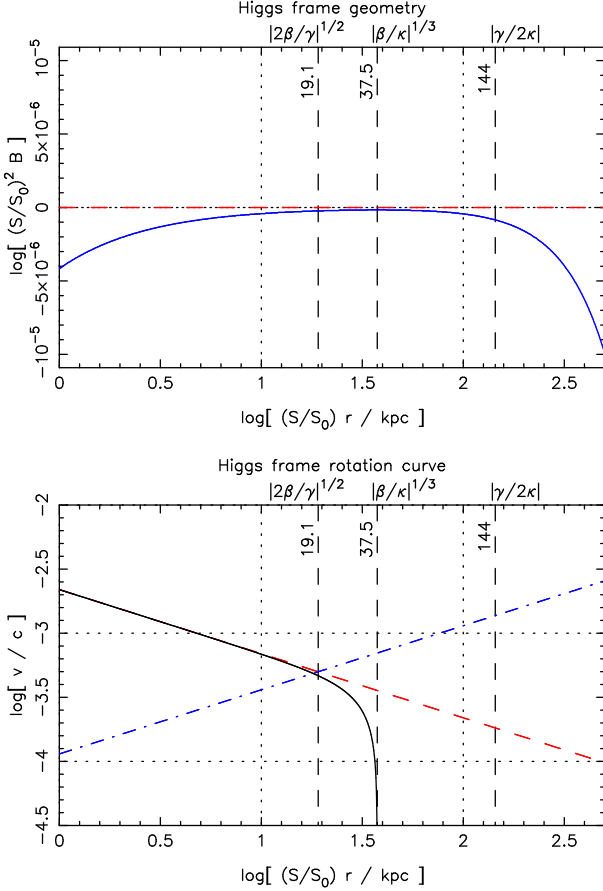 Higgs frame geometry
|2β/γ|^1/2 |β/κ|^1/3 |γ/2κ|
19.1 37.5 144
log[ (S/S₀)² B ]
10⁻⁵
5×10⁻⁶
0
−5×10⁻⁶
−10⁻⁵
0 0.5 1 1.5 2 2.5
log[ (S/S₀) r / kpc ]
Higgs frame rotation curve
|2β/γ|^1/2 |β/κ|^1/3 |γ/2κ|
19.1 37.5 144
log[ v / c ]
−2
−2.5
−3
−3.5
−4
−4.5
0 0.5 1 1.5 2 2.5
log[ (S/S₀) r / kpc ]